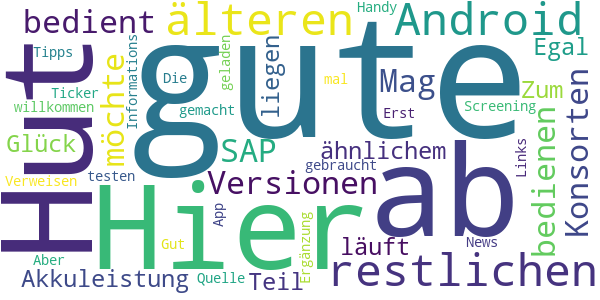 Handy
bedient
älteren
Android
Tipps
Informations
Die
geladen
liegen
mal
Mag
Egal
Hut
gute
Ticker
willkommen
möchte
gemacht
Erst
Zum
Screening
Konsorten
Glück
SAP
ähnlichem
bedienen
Links
Verweisen
testen
Versionen
gebraucht
ab
Hier
App
Ergänzung
läuft
News
Gut
Aber
Akkuleistung
Quelle
Teil
restlichen